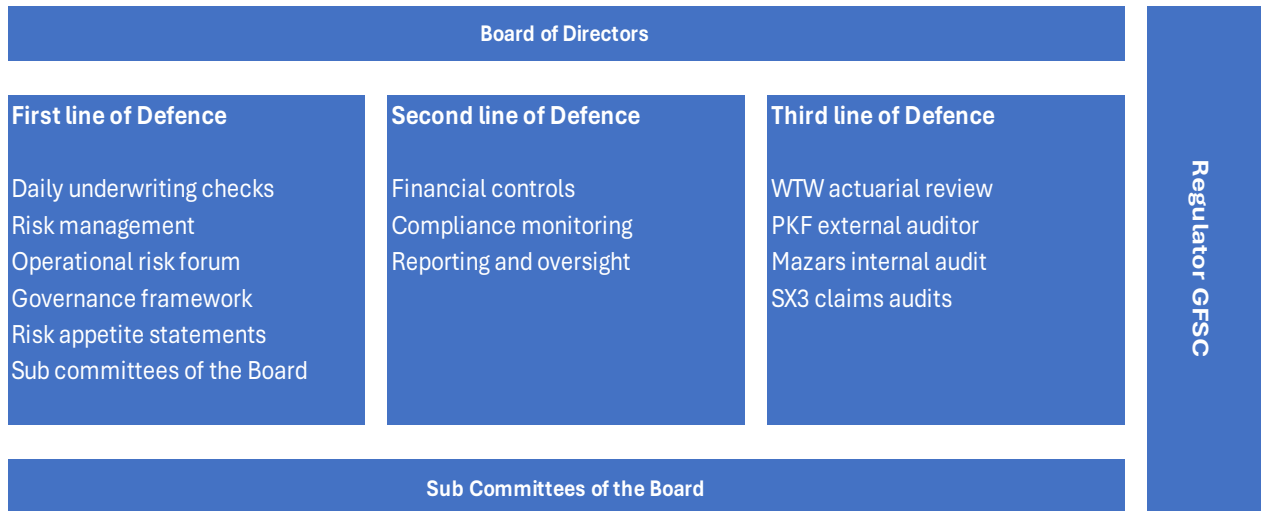 Board of Directors
First line of Defence
Daily underwriting checks
Risk management
Operational risk forum
Governance framework
Risk appetite statements
Sub committees of the Board
Second line of Defence
Financial controls
Compliance monitoring
Reporting and oversight
Third line of Defence
WTW actuarial review
PKF external auditor
Mazars internal audit
SX3 claims audits
Sub Committees of the Board
Regulator GFSC